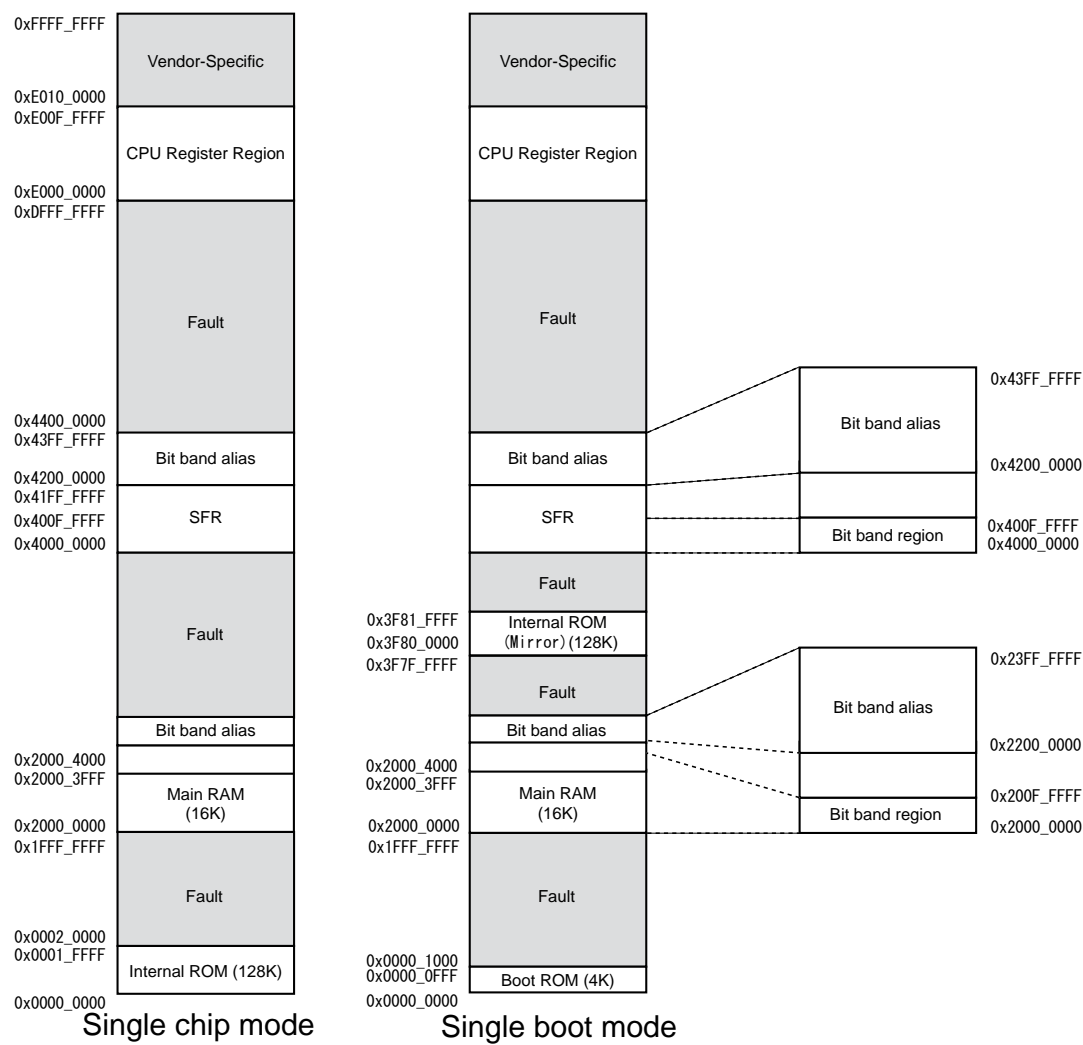 0xFFFF_FFFF
Vendor-Specific
0xE010_0000
0xE00F_FFFF
CPU Register Region
0xE000_0000
0xDFFF_FFFF
Fault
0x4400_0000
0x43FF_FFFF
Bit band alias
0x4200_0000
0x41FF_FFFF
SFR
0x400F_FFFF
0x4000_0000
Fault
Bit band alias
0x2000_4000
0x2000_3FFF
Main RAM
(16K)
0x2000_0000
0x1FFF_FFFF
Fault
0x0002_0000
0x0001_FFFF
Internal ROM (128K)
0x0000_0000
Single chip mode
Vendor-Specific
CPU Register Region
Fault
Bit band alias
SFR
Fault
0x3F81_FFFF
Internal ROM
(Mirror)(128K)
0x3F80_0000
0x3F7F_FFFF
Fault
Bit band alias
0x2000_4000
0x2000_3FFF
Main RAM
(16K)
0x2000_0000
0x1FFF_FFFF
Fault
0x0000_1000
0x0000_0FFF
Boot ROM (4K)
0x0000_0000
Single boot mode
0x43FF_FFFF
Bit band alias
0x4200_0000
0x400F_FFFF
Bit band region
0x4000_0000
0x23FF_FFFF
Bit band alias
0x2200_0000
0x200F_FFFF
Bit band region
0x2000_0000